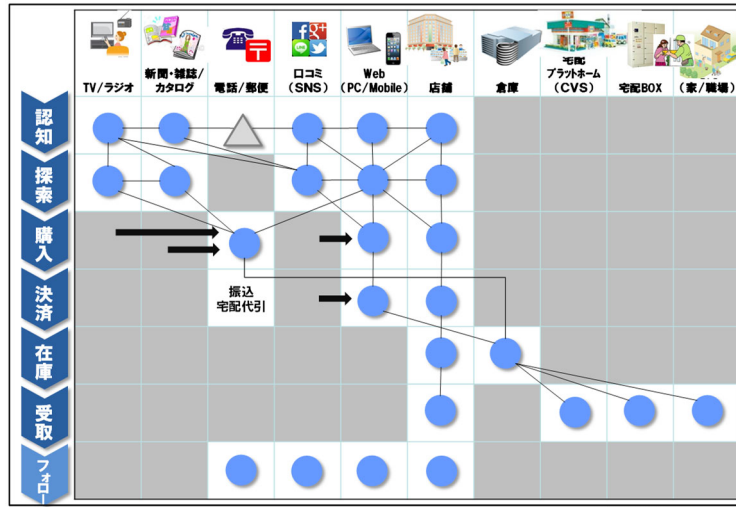 TV/ラジオ
新聞・雑誌/
カタログ
電話/郵便
口コミ
(SNS)
Web
(PC/Mobile)
店舗
倉庫
宅配
プラットホーム
(CVS)
宅配BOX
(家/職場)
認知
探索
購入
決済
在庫
受取
フォロー
振込
宅配代引